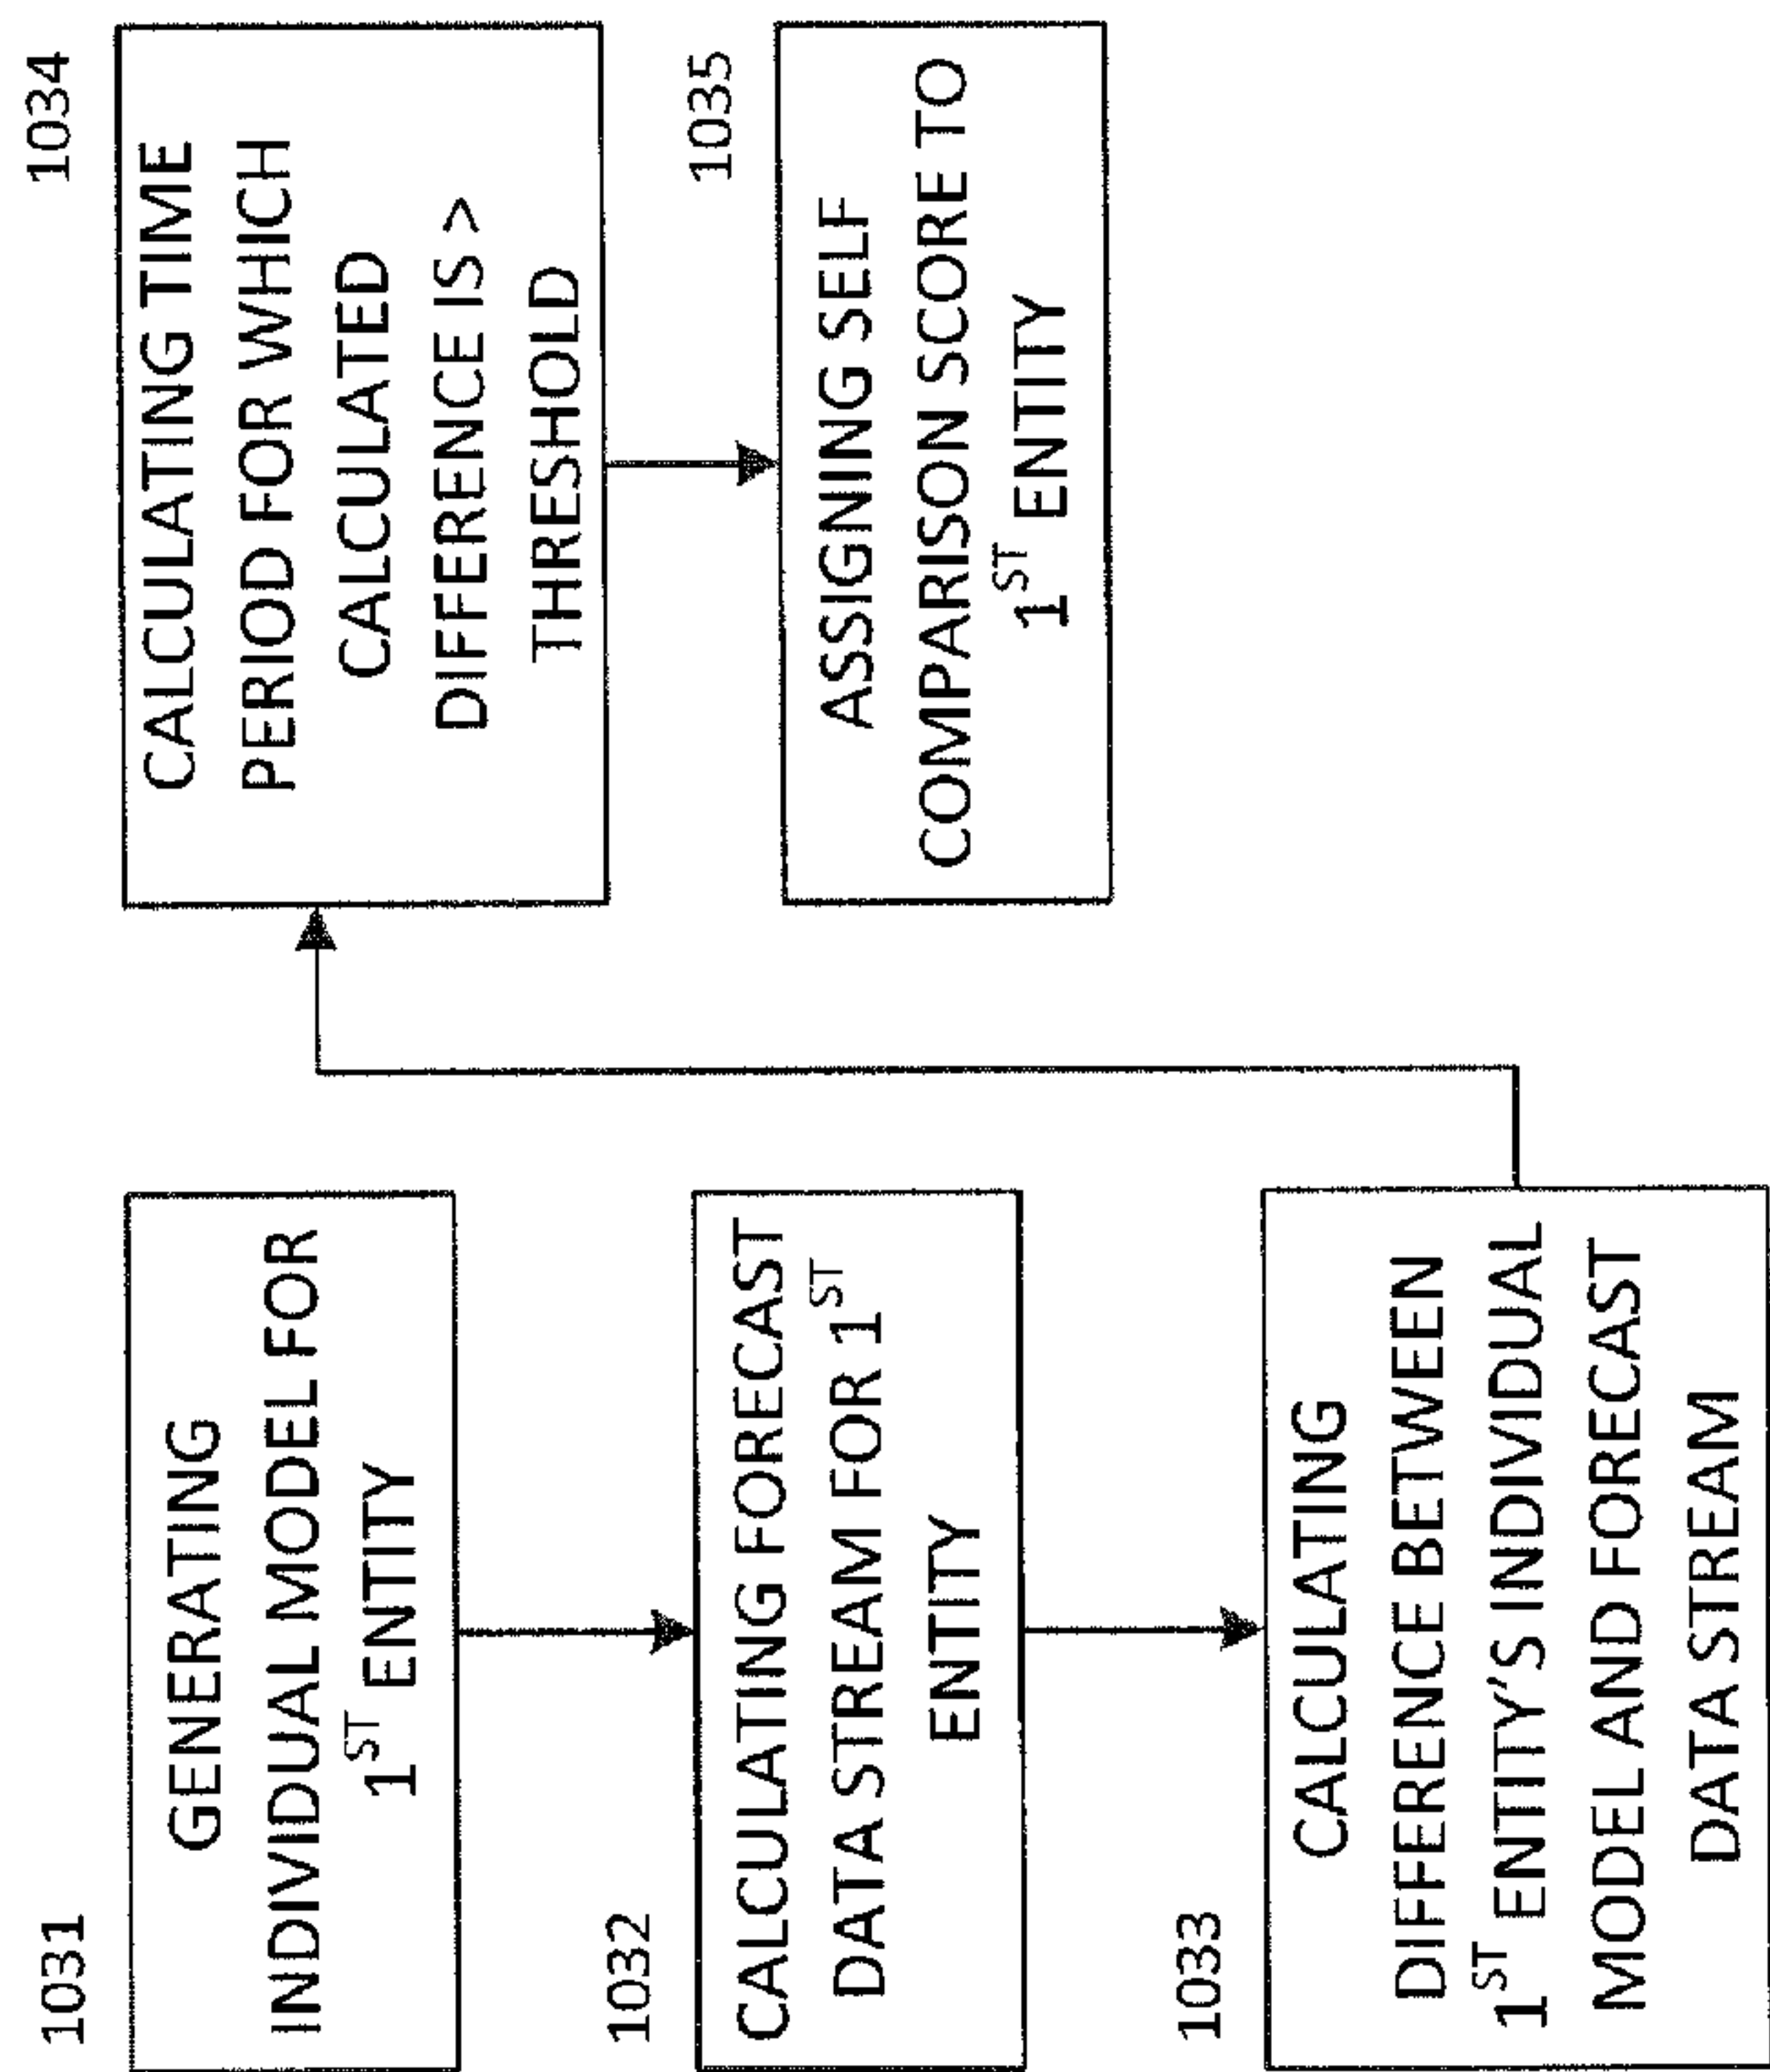 1031
GENERATING
INDIVIDUAL MODEL FOR
1ST ENTITY
1032
CALCULATING FORECAST
DATA STREAM FOR 1ST
ENTITY
1033
CALCULATING
DIFFERENCE BETWEEN
1ST ENTITY'S INDIVIDUAL
MODEL AND FORECAST
DATA STREAM
1034
CALCULATING TIME
PERIOD FOR WHICH
CALCULATED
DIFFERENCE IS >
THRESHOLD
1035
ASSIGNING SELF
COMPARISON SCORE TO
1ST ENTITY